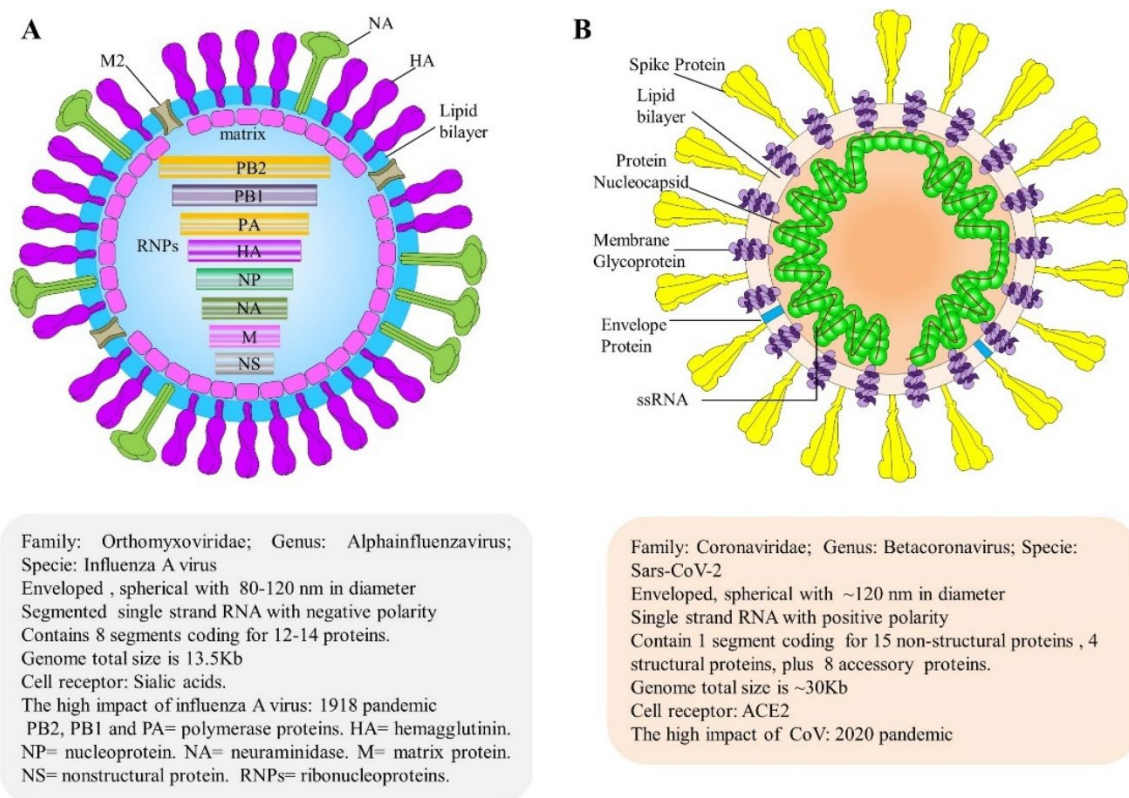 A
NA
M2
HA
Lipid
bilayer
matrix
PB2
PB1
PA
RNPs
HA
NP
NA
M
NS
Family: Orthomyxoviridae; Genus: Alphainfluenzavirus;
Specie: Influenza A virus
Enveloped , spherical with 80-120 nm in diameter
Segmented single strand RNA with negative polarity
Contains 8 segments coding for 12-14 proteins.
Genome total size is 13.5Kb
Cell receptor: Sialic acids.
The high impact of influenza A virus: 1918 pandemic
PB2, PB1 and PA= polymerase proteins. HA= hemagglutinin.
NP= nucleoprotein. NA= neuraminidase. M= matrix protein.
NS= nonstructural protein. RNPs= ribonucleoproteins.
B
Spike Protein
Lipid
bilayer
Protein
Nucleocapsid
Membrane
Glycoprotein
Envelope
Protein
ssRNA
Family: Coronaviridae; Genus: Betacoronavirus; Specie:
Sars-CoV-2
Enveloped, spherical with ~120 nm in diameter
Single strand RNA with positive polarity
Contain 1 segment coding for 15 non-structural proteins , 4
structural proteins, plus 8 accessory proteins.
Genome total size is ~30Kb
Cell receptor: ACE2
The high impact of CoV: 2020 pandemic